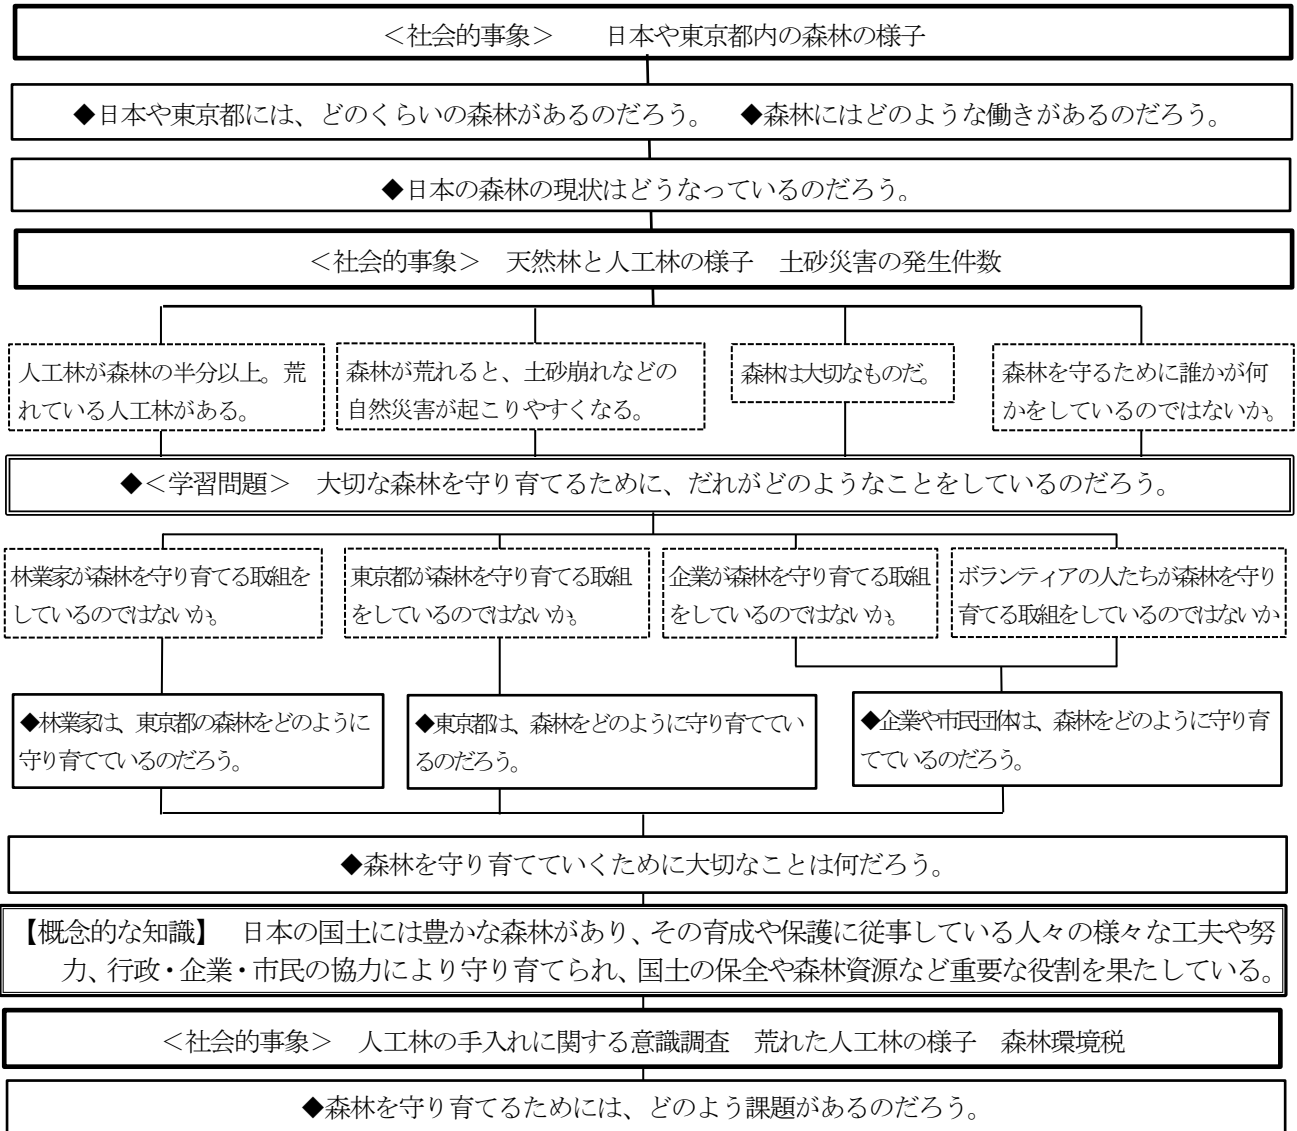 ＜社会的事象＞　　日本や東京都内の森林の様子
◆日本や東京都には、どのくらいの森林があるのだろう。　◆森林にはどのような働きがあるのだろう。
◆日本の森林の現状はどうなっているのだろう。
＜社会的事象＞　天然林と人工林の様子　土砂災害の発生件数
人工林が森林の半分以上。荒
れている人工林がある。
森林が荒れると、土砂崩れなどの
自然災害が起こりやすくなる。
森林は大切なものだ。
森林を守るために誰かが何
かをしているのではないか。
◆＜学習問題＞　大切な森林を守り育てるために、だれがどのようなことをしているのだろう。
林業家が森林を守り育てる取組を
しているのではないか。
東京都が森林を守り育てる取組
をしているのではないか。
企業が森林を守り育てる取組
をしているのではないか。
ボランティアの人たちが森林を守り
育てる取組をしているのではないか
◆林業家は、東京都の森林をどのように
守り育てているのだろう。
◆東京都は、森林をどのように守り育ててい
るのだろう。
◆企業や市民団体は、森林をどのように守り育
てているのだろう。
◆森林を守り育てていくために大切なことは何だろう。
【概念的な知識】　日本の国土には豊かな森林があり、その育成や保護に従事している人々の様々な工夫や努
力、行政・企業・市民の協力により守り育てられ、国土の保全や森林資源など重要な役割を果たしている。
＜社会的事象＞　人工林の手入れに関する意識調査　荒れた人工林の様子　森林環境税
◆森林を守り育てるためには、どのよう課題があるのだろう。